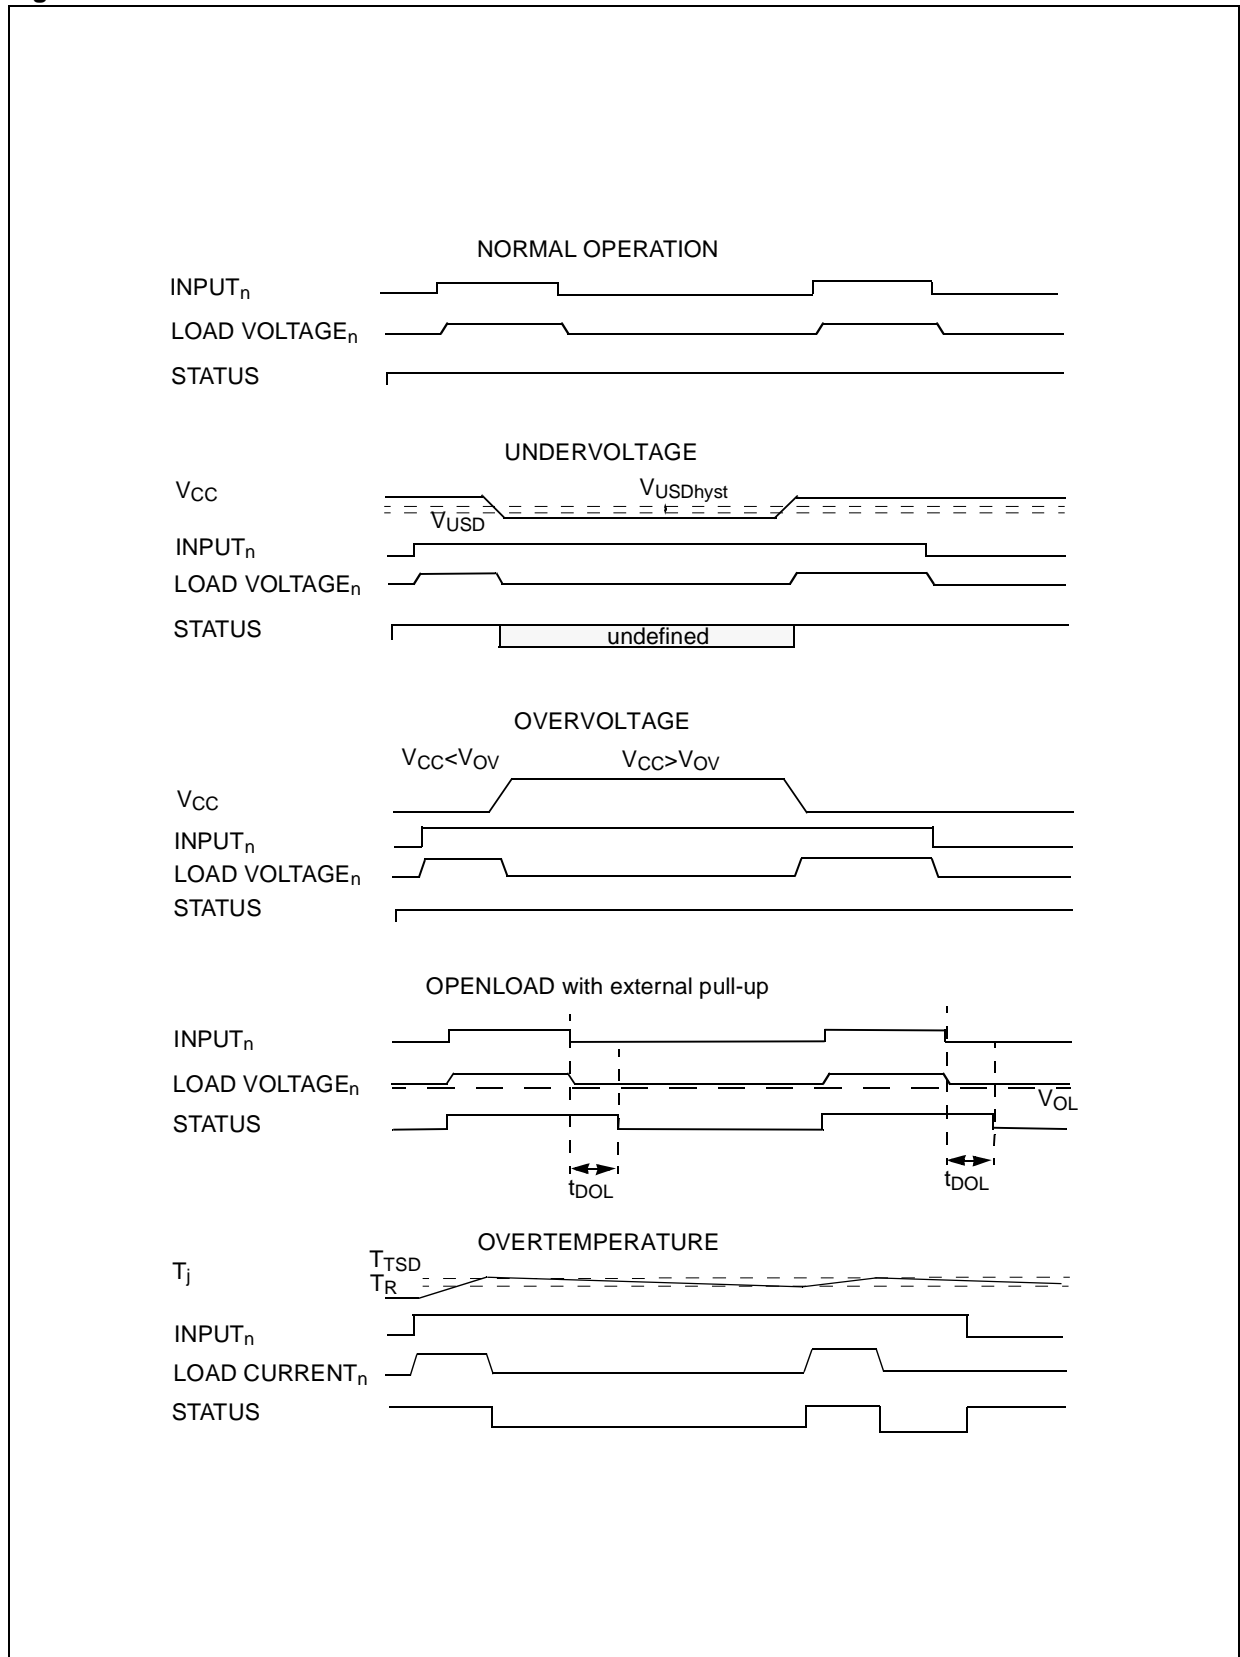 NORMAL OPERATION
INPUTn
LOAD VOLTAGEn
STATUS
UNDERVOLTAGE
VCC
VUSDhyst
VUSD
INPUTn
LOAD VOLTAGEn
STATUS
undefined
OVERVOLTAGE
VCC<VOV
VCC>VOV
VCC
INPUTn
LOAD VOLTAGEn
STATUS
OPENLOAD with external pull-up
INPUTn
LOAD VOLTAGEn
VOL
STATUS
tDOL
tDOL
OVERTEMPERATURE
Tj
TTSD
TR
INPUTn
LOAD CURRENTn
STATUS